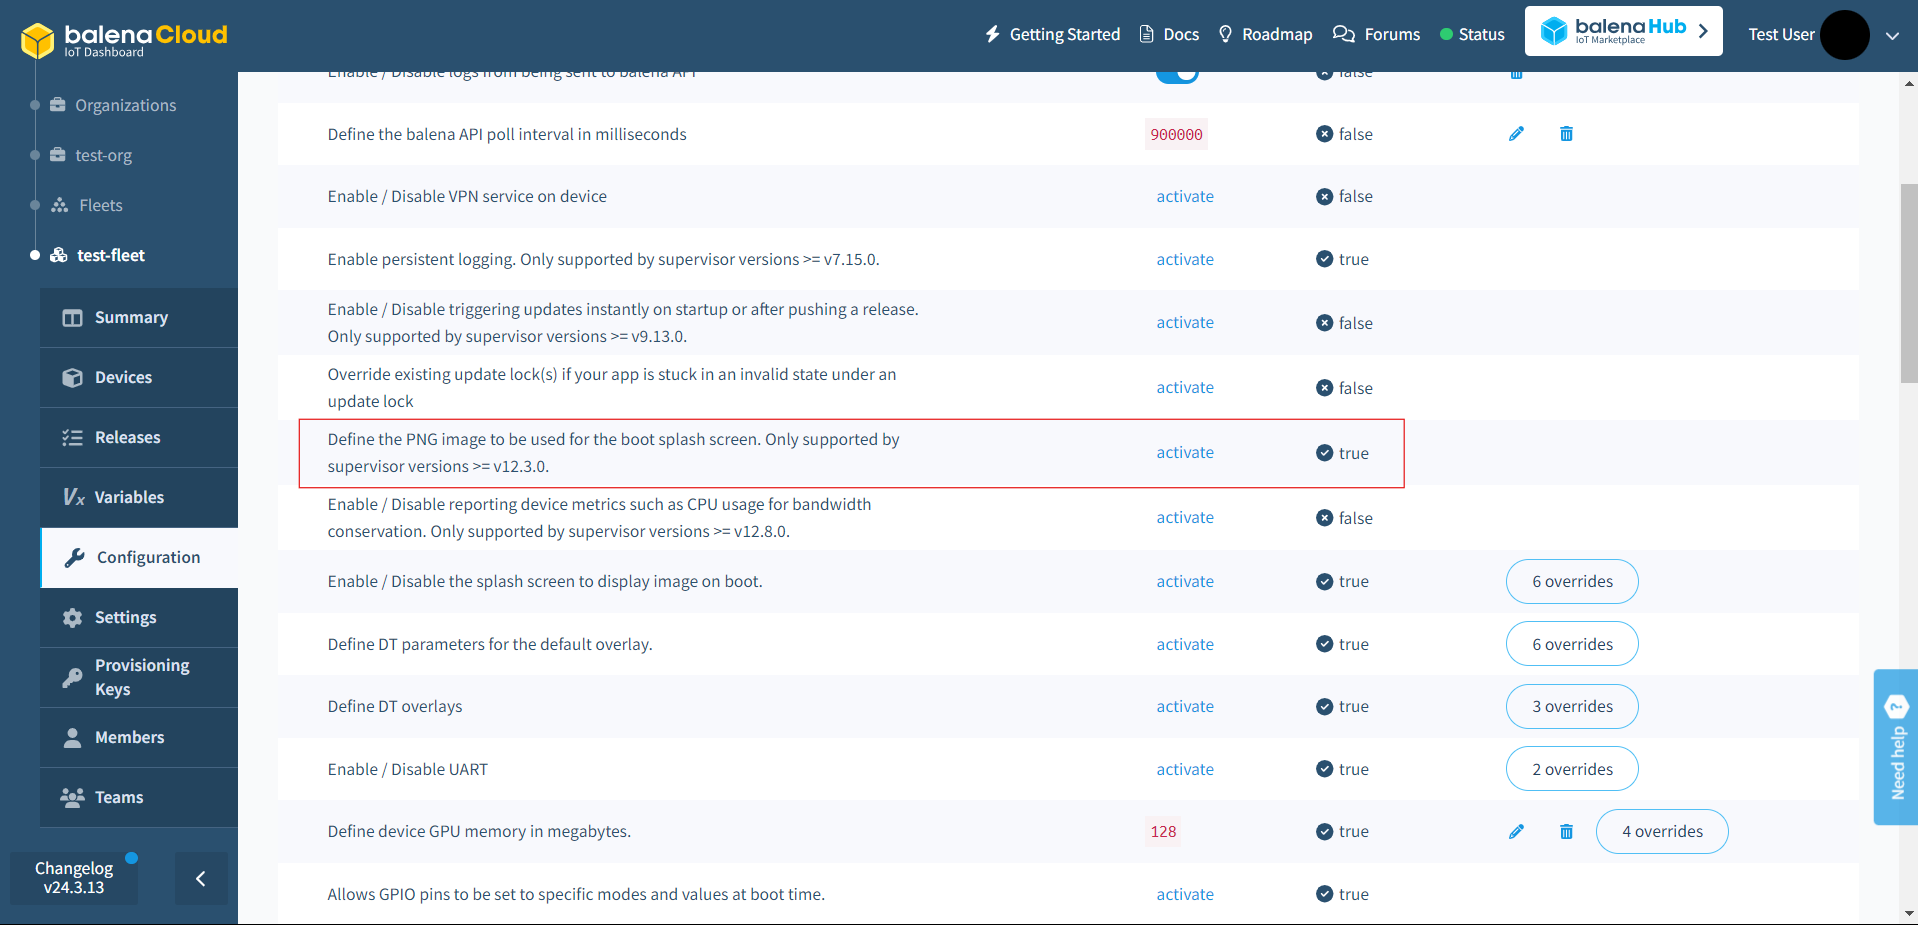 balenaCloud
IoT Dashboard
Getting Started
Docs
Roadmap
Forums
Status
balenaHub
IoT Marketplace
Test User
Organizations
test-org
Fleets
test-fleet
Summary
Devices
Releases
Vx Variables
Configuration
Settings
Provisioning
Keys
Members
Teams
Changelog
v24.3.13
Enable / Disable logs from being sent to balena API
false
Define the balena API poll interval in milliseconds
900000
false
Enable / Disable VPN service on device
activate
false
Enable persistent logging. Only supported by supervisor versions >= v7.15.0.
activate
true
Enable / Disable triggering updates instantly on startup or after pushing a release.
Only supported by supervisor versions >= v9.13.0.
activate
false
Override existing update lock(s) if your app is stuck in an invalid state under an
update lock
activate
false
Define the PNG image to be used for the boot splash screen. Only supported by
supervisor versions >= v12.3.0.
activate
true
Enable / Disable reporting device metrics such as CPU usage for bandwidth
conservation. Only supported by supervisor versions >= v12.8.0.
activate
false
Enable / Disable the splash screen to display image on boot.
activate
true
6 overrides
Define DT parameters for the default overlay.
activate
true
6 overrides
Define DT overlays
activate
true
3 overrides
Enable / Disable UART
activate
true
2 overrides
Define device GPU memory in megabytes.
128
true
4 overrides
Allows GPIO pins to be set to specific modes and values at boot time.
activate
true
Need help
?